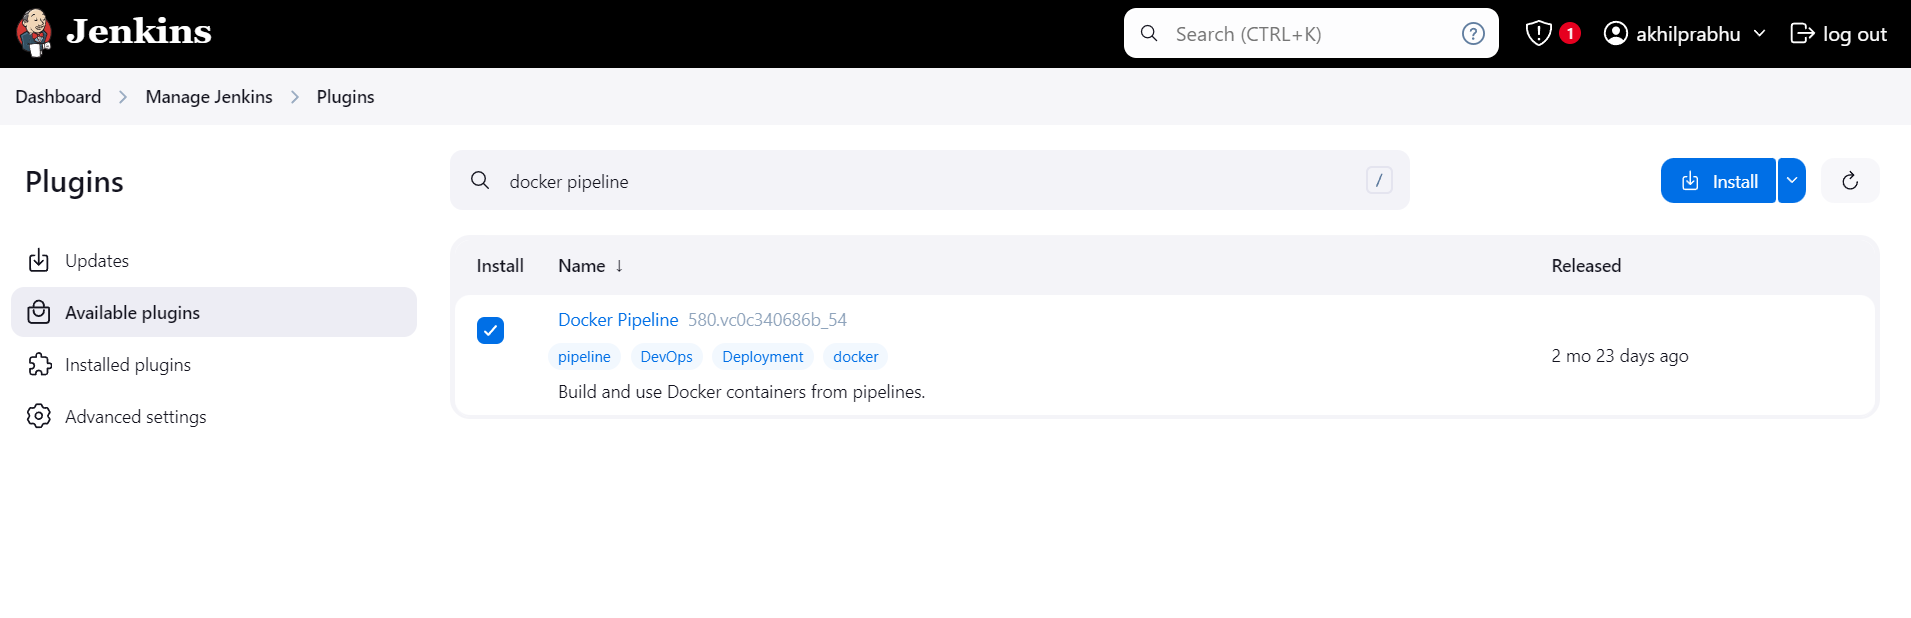 Jenkins
Search (CTRL+K)
?
1
akhilprabhu
log out
Dashboard
Manage Jenkins
Plugins
Plugins
docker pipeline
/
Install
Updates
Available plugins
Installed plugins
Advanced settings
Install Name ↓ Released
Docker Pipeline 580.vc0c340686b_54
pipeline DevOps Deployment docker
2 mo 23 days ago
Build and use Docker containers from pipelines.